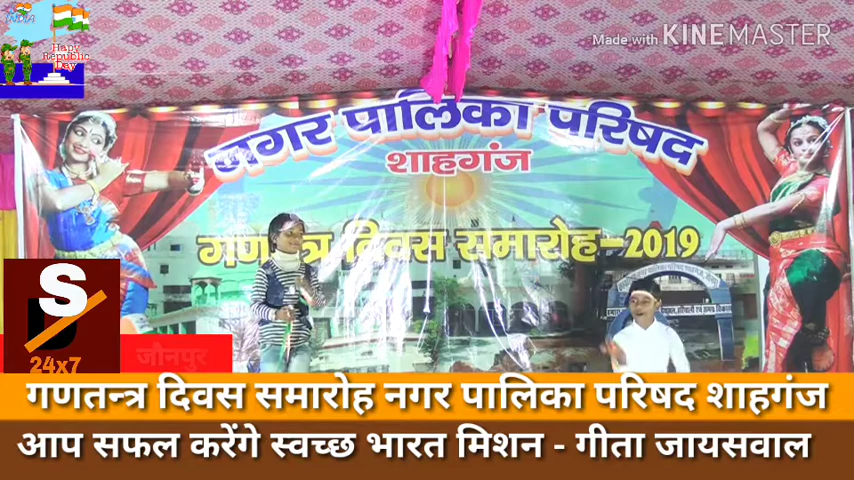 INDIA
Happy
Republic
Day
Made with KINEMASTER
नगर पालिका परिषद
शाहगंज
गणतन्त्र दिवस समारोह-2019
S
D
24x7
जौनपुर
गणतन्त्र दिवस समारोह नगर पालिका परिषद शाहगंज
आप सफल करेंगे स्वच्छ भारत मिशन - गीता जायसवाल